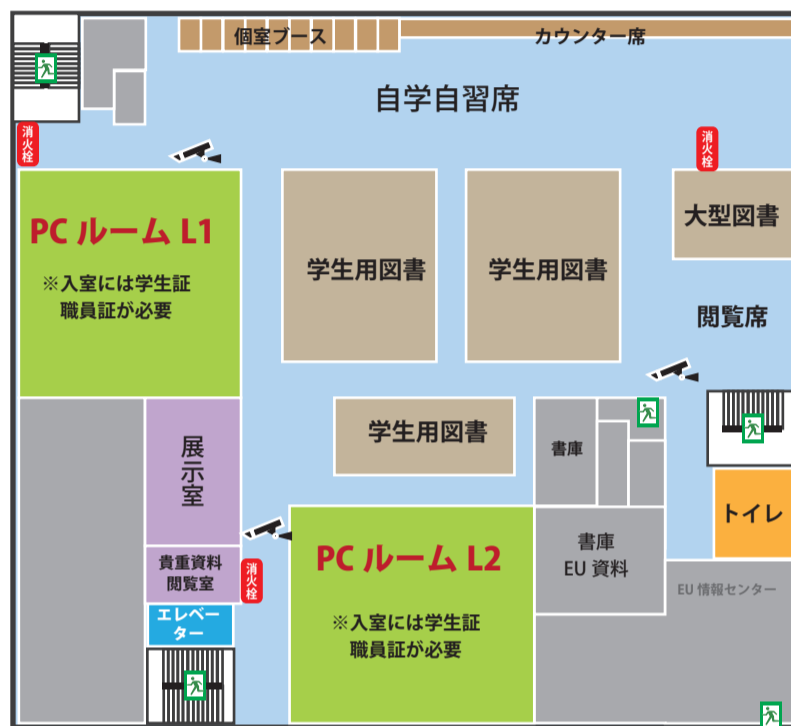 個室ブース
カウンター席
自学自習席
消火栓
消火栓
PC ルーム L1
※入室には学生証
職員証が必要
学生用図書
学生用図書
大型図書
閲覧席
学生用図書
展示室
書庫
トイレ
貴重資料
閲覧室
消火栓
PC ルーム L2
書庫
EU 資料
EU 情報センター
エレベー
ター
※入室には学生証
職員証が必要